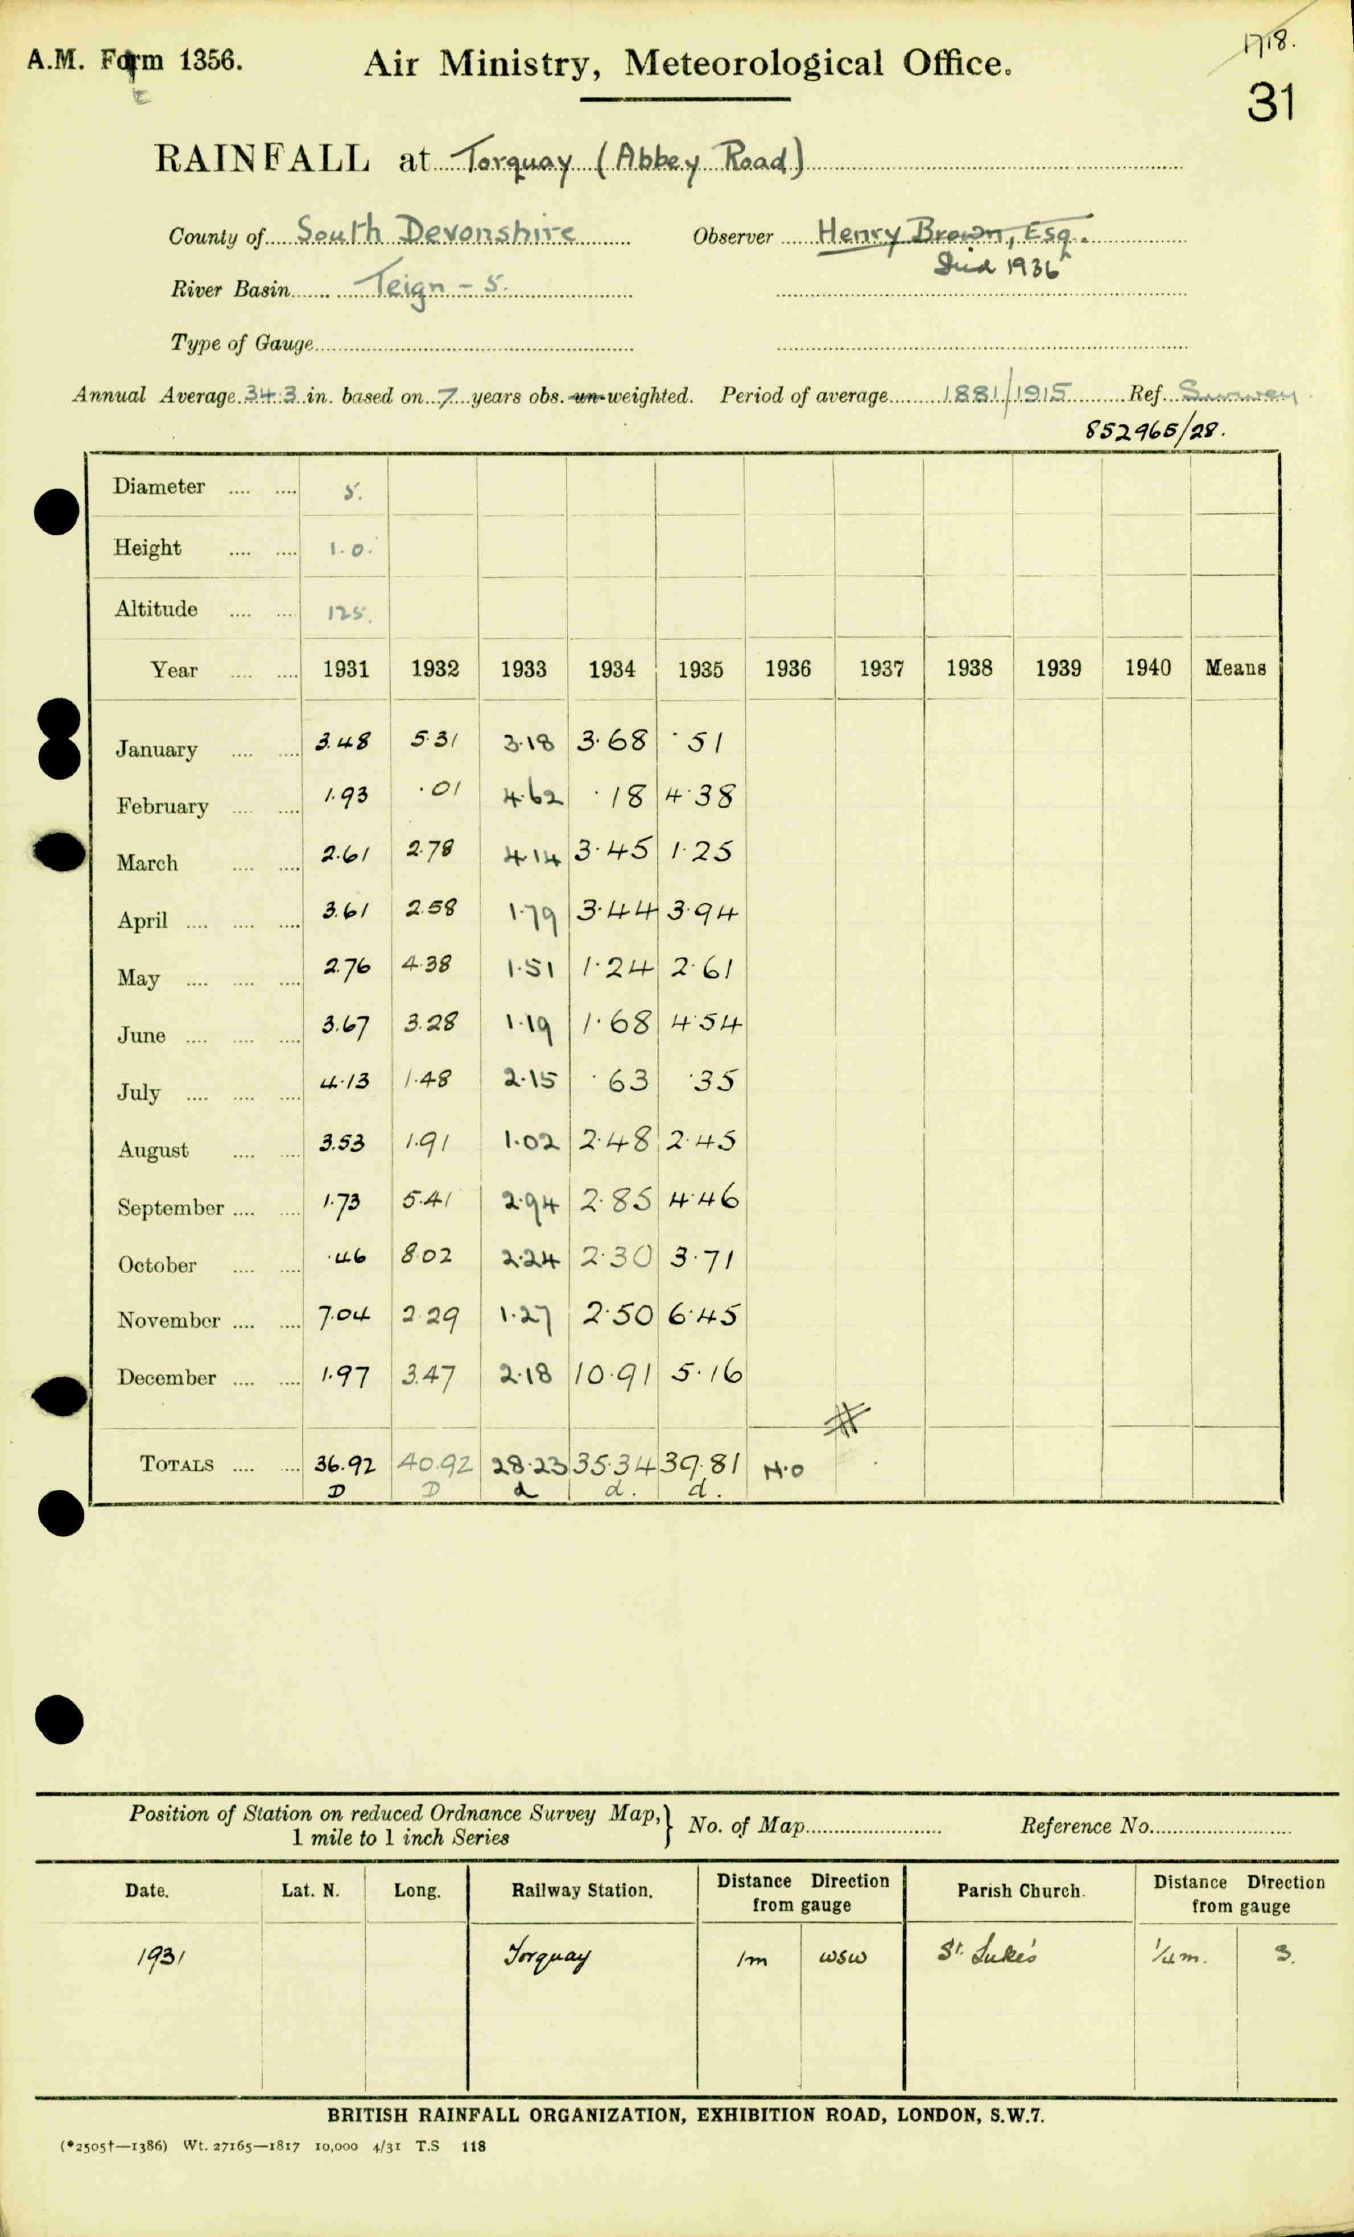 1718.
A.M. Form 1356. Air Ministry, Meteorological Office.
E
31
RAINFALL at Torquay (Abbey Road)
County of South Devonshire Observer Henry Brown, Esq.
Died 1936
River Basin Teign - 5.
Type of Gauge
Annual Average 34.3 in. based on 7 years obs. un-weighted. Period of average 1881/1915 Ref. Survey
852965/28.
Diameter 5.
Height 1.0.
Altitude 125.
Year 1931 1932 1933 1934 1935 1936 1937 1938 1939 1940 Means
January 3.48 5.31 3.18 3.68 .51
February 1.93 .01 4.62 .18 4.38
March 2.61 2.78 4.14 3.45 1.25
April 3.61 2.58 1.79 3.44 3.94
May 2.76 4.38 1.51 1.24 2.61
June 3.67 3.28 1.19 1.68 4.54
July 4.13 1.48 2.15 .63 .35
August 3.53 1.91 1.02 2.48 2.45
September 1.73 5.41 2.94 2.85 4.46
October .46 8.02 2.24 2.30 3.71
November 7.04 2.29 1.27 2.50 6.45
December 1.97 3.47 2.18 10.91 5.16
TOTALS 36.92 40.92 28.23 35.34 39.81 N.O
D D d d. d.
Position of Station on reduced Ordnance Survey Map, } No. of Map Reference No.
1 mile to 1 inch Series
Date. Lat. N. Long. Railway Station. Distance Direction from gauge Parish Church. Distance Direction from gauge
1931 Torquay 1m WSW St. Luke's 1/4m. S.
BRITISH RAINFALL ORGANIZATION, EXHIBITION ROAD, LONDON, S.W.7.
(*2505†—1386) Wt. 27165—1817 10,000 4/31 T.S 118